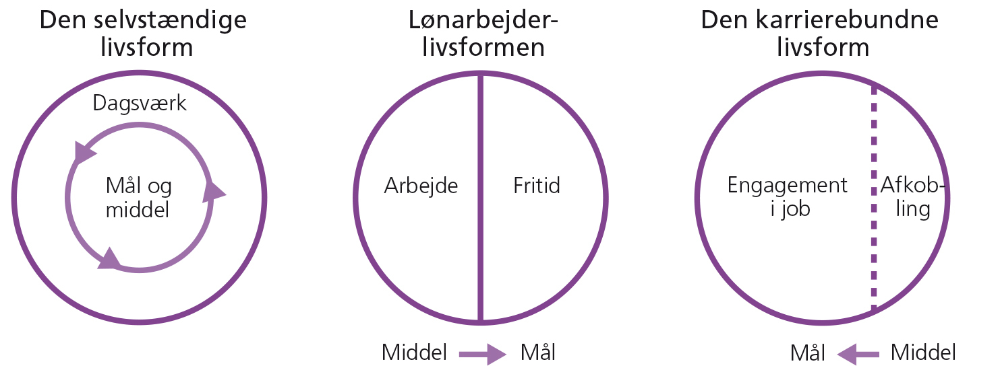 Den selvstændige
livsform
Dagsværk
Mål og
middel
Lønarbejder-
livsformen
Arbejde
Fritid
Middel
Mål
Den karrierebundne
livsform
Engagement
i job
Afkob-
ling
Mål
Middel